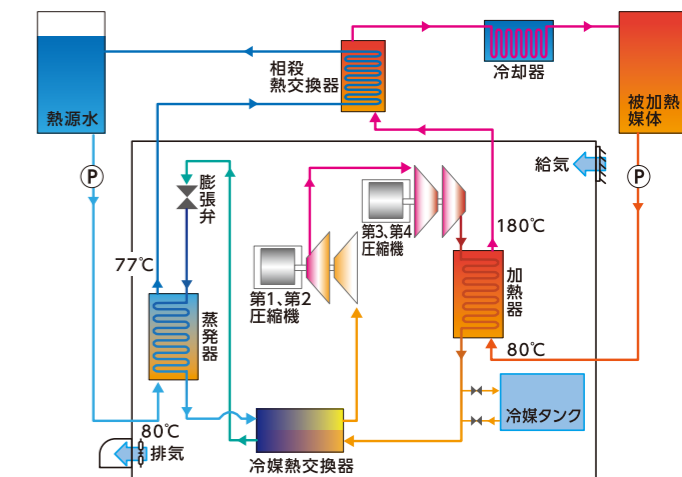 相殺
熱交換器
冷却器
熱源水
被加熱
媒体
P
P
給気
膨張弁
第3、第4
圧縮機
180℃
77℃
第1、第2
圧縮機
加熱器
蒸発器
80℃
冷媒タンク
80℃
排気
冷媒熱交換器